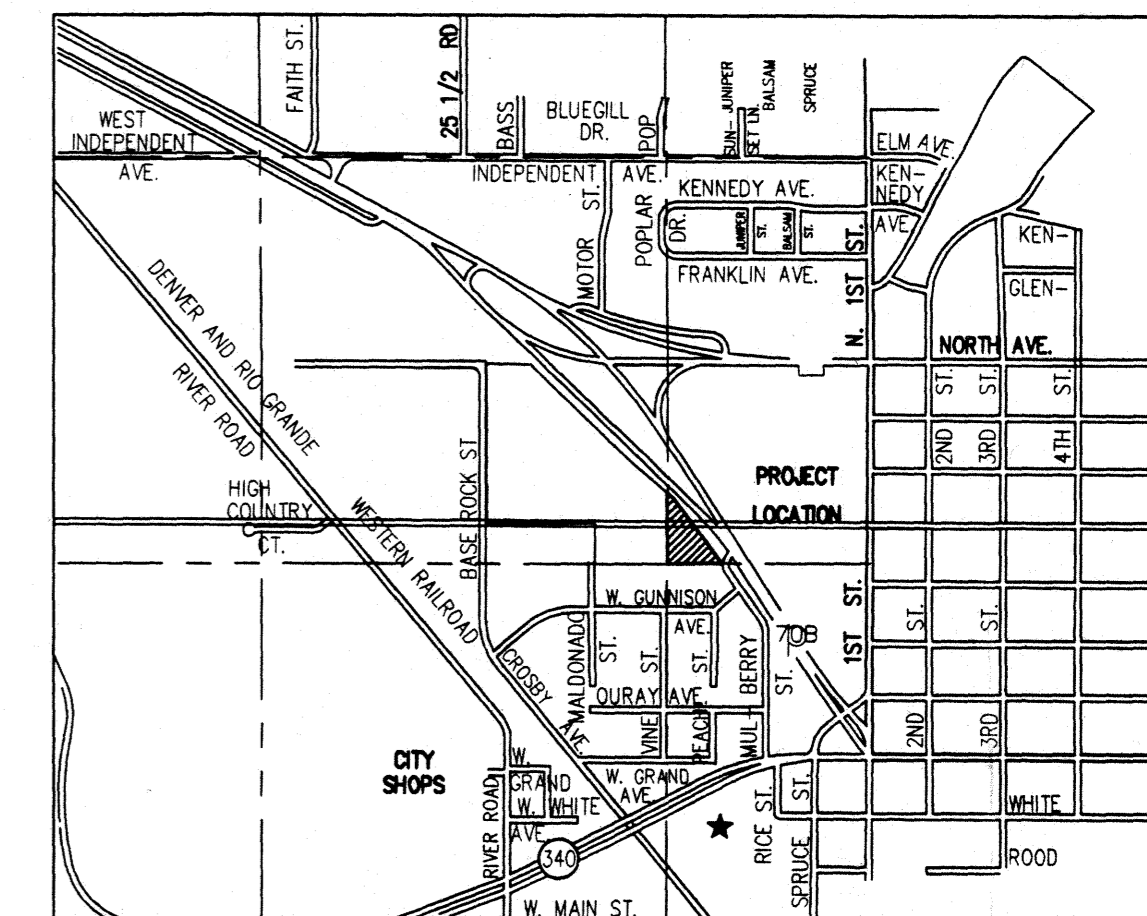 FAITH ST.
25 1/2 RD
BASS
BLUEGILL
DR.
POP
SUN- JUNIPER
SET LN. BALSAM
SPRUCE
WEST
INDEPENDENT
AVE.
INDEPENDENT AVE.
ELM AVE.
KEN-
NEDY
AVE.
KENNEDY AVE.
MOTOR ST.
POPLAR DR.
JUNIPER
ST.
BALSAM
ST.
FRANKLIN AVE.
N. 1ST ST.
KEN-
GLEN-
NORTH AVE.
DENVER AND RIO GRANDE
WESTERN RAILROAD
RIVER ROAD
2ND ST.
3RD ST.
4TH ST.
PROJECT
LOCATION
HIGH
COUNTRY
CT.
BASE ROCK ST
W. GUNNISON
AVE.
MALDONADO ST.
VINE ST.
PEACH ST.
MUL-BERRY ST.
70B
1ST ST.
2ND ST.
3RD ST.
CROSBY AVE.
OURAY AVE.
CITY
SHOPS
W.
GRAND
W. WHITE
AVE.
W. GRAND
AVE.
RIVER ROAD
340
RICE ST.
SPRUCE ST.
WHITE
ROOD
W. MAIN ST.